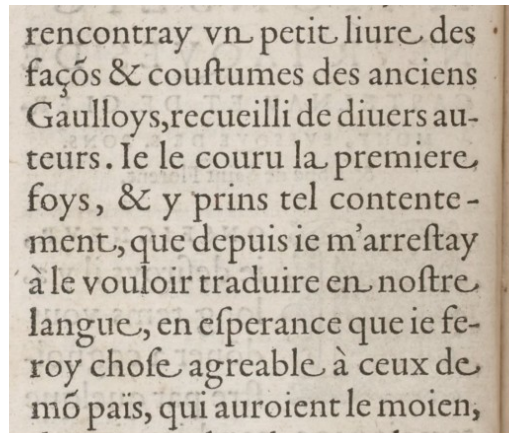 rencontray vn petit liure des
façõs & couſtumes des anciens
Gaulloys,recueilli de diuers au-
teurs. Ie le couru la premiere
foys, & y prins tel contente-
ment, que depuis ie m'arreſtay
à le vouloir traduire en noſtre
langue, en eſperance que ie fe-
roy choſe agreable à ceux de
mõ païs, qui auroient le moien,